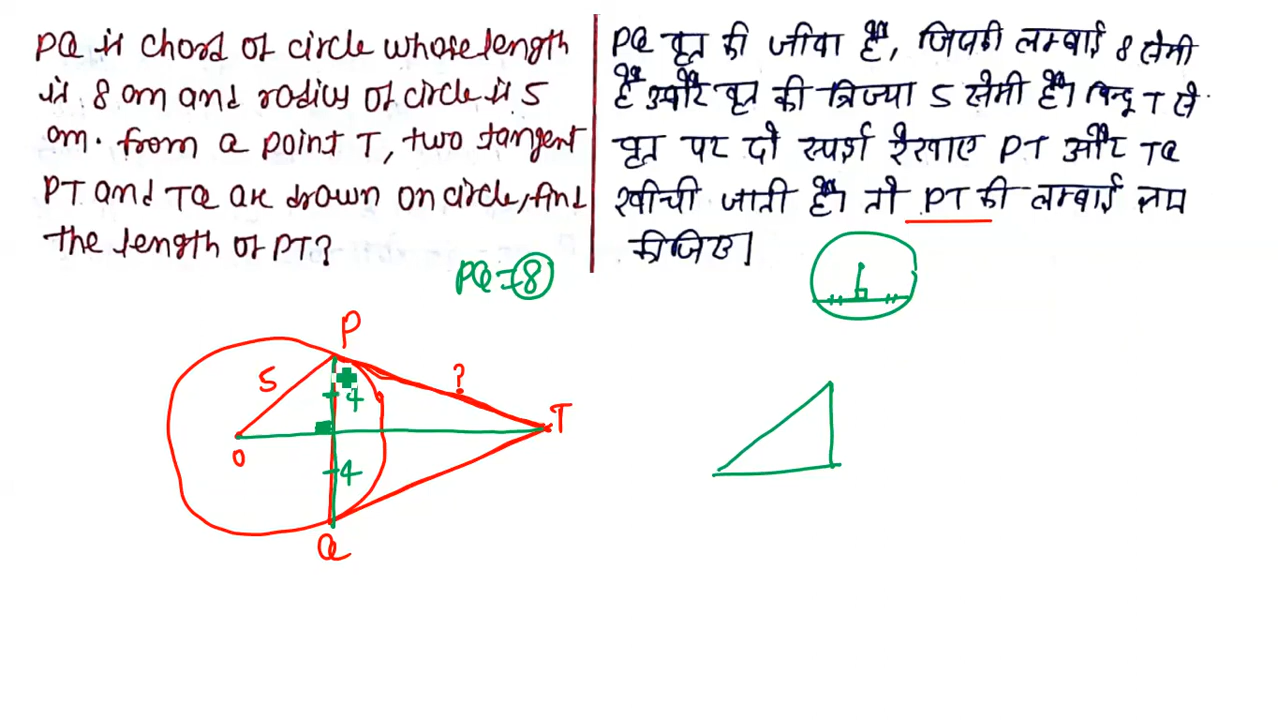 PQ is chord of circle whose length
is 8 cm and radius of circle is 5
cm. from a point T, two tangent
PT and TQ are drawn on circle, find
the length of PT?
PQ वृत की जीवा है, जिसकी लम्बाई 8 सेमी
है और वृत की त्रिज्या 5 सेमी है। बिन्दू T से
वृत पर दो स्पर्श रेखाए PT और TQ
खीची जाती है। तो PT की लम्बाई ज्ञात
कीजिए।
PQ = 8
P
5
4
?
T
O
4
Q